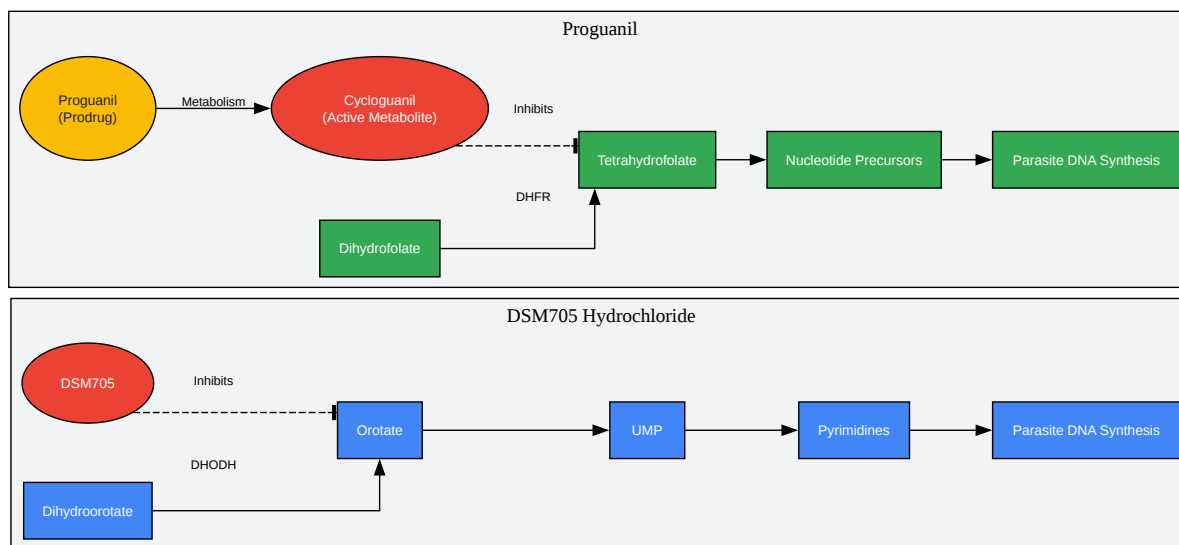 Proguanil
Proguanil
(Prodrug)
Metabolism
Cycloguanil
(Active Metabolite)
Inhibits
Tetrahydrofolate
Nucleotide Precursors
Parasite DNA Synthesis
DHFR
Dihydrofolate
DSM705 Hydrochloride
DSM705
Inhibits
Orotate
UMP
Pyrimidines
Parasite DNA Synthesis
DHODH
Dihydroorotate